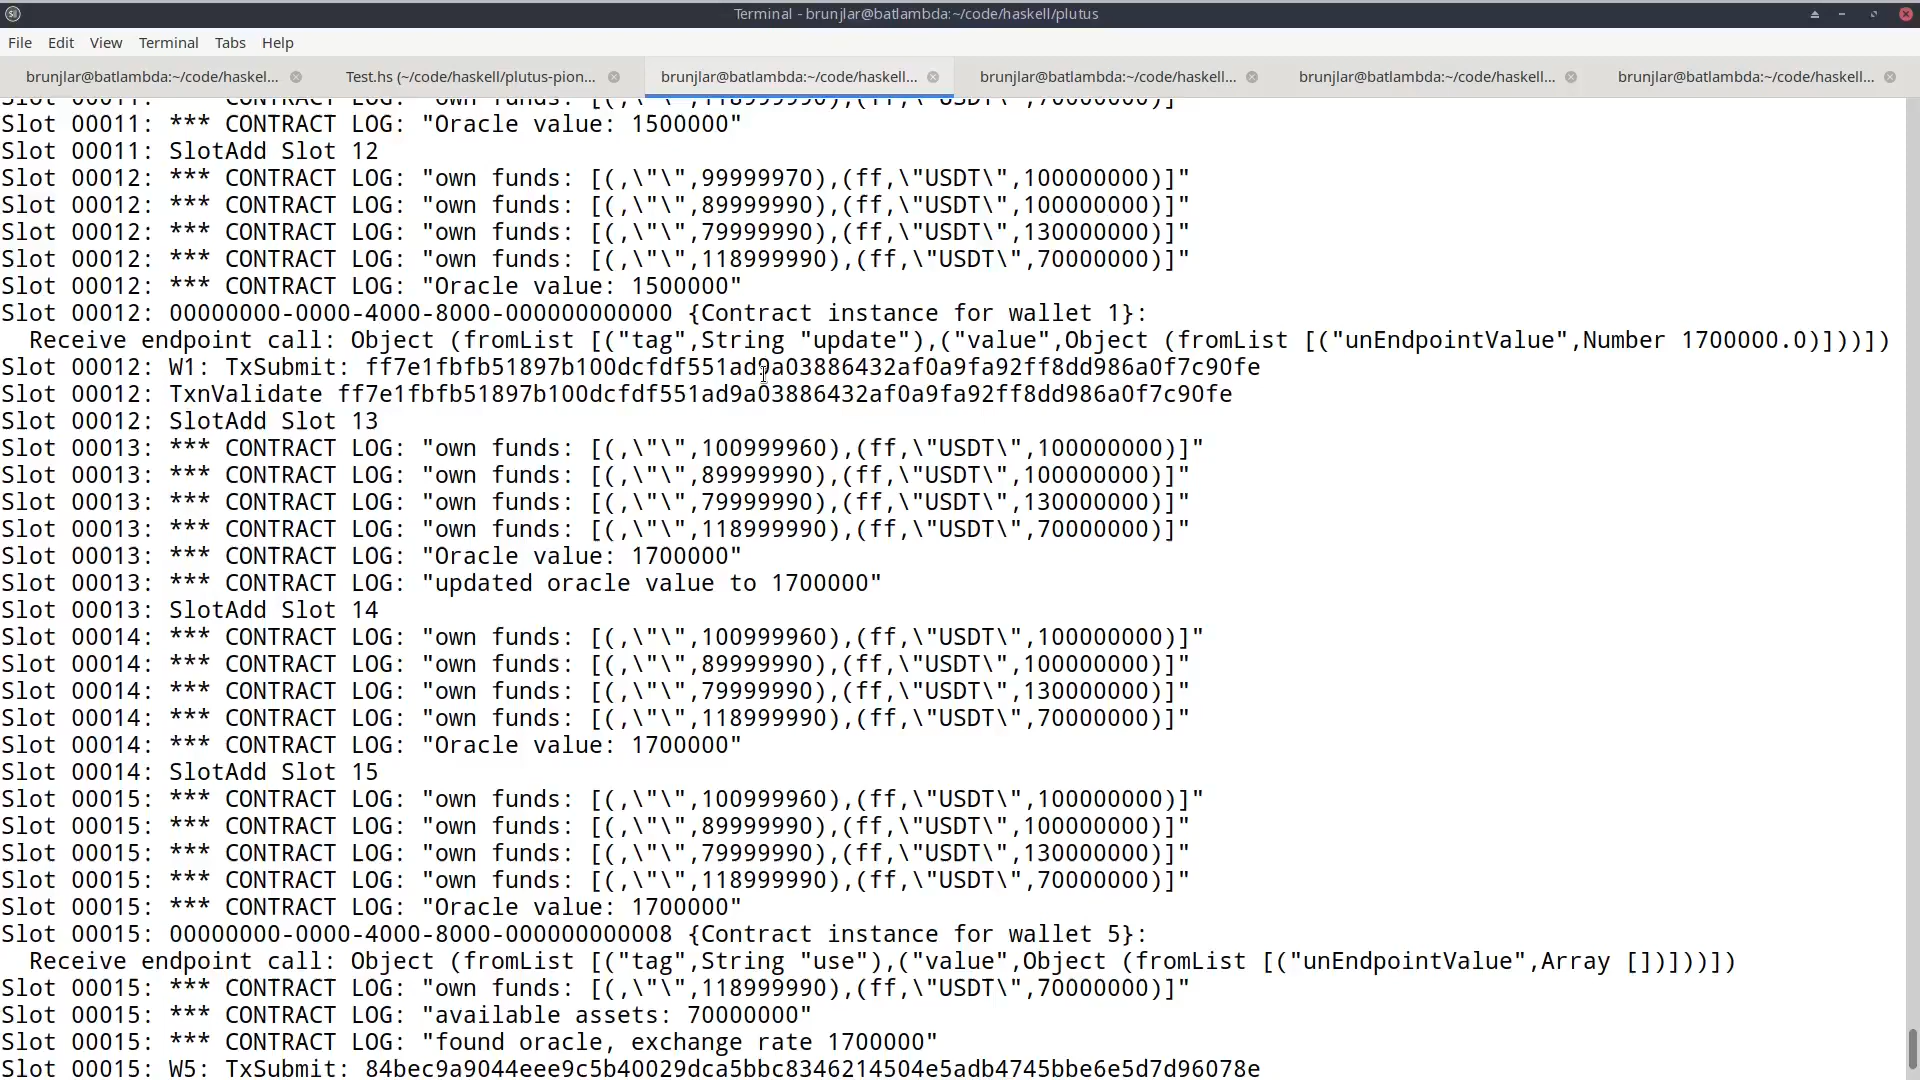 Terminal - brunjlar@batlambda:~/code/haskell/plutus
File Edit View Terminal Tabs Help
brunjlar@batlambda:~/code/haskel... Test.hs (~/code/haskell/plutus-pion... brunjlar@batlambda:~/code/haskell... brunjlar@batlambda:~/code/haskell... brunjlar@batlambda:~/code/haskell... brunjlar@batlambda:~/code/haskell...
Slot 00011: *** CONTRACT LOG: "own funds: [(,\"\",118999990),(ff,\"USDT\",70000000)]"
Slot 00011: *** CONTRACT LOG: "Oracle value: 1500000"
Slot 00011: SlotAdd Slot 12
Slot 00012: *** CONTRACT LOG: "own funds: [(,\"\",99999970),(ff,\"USDT\",100000000)]"
Slot 00012: *** CONTRACT LOG: "own funds: [(,\"\",89999990),(ff,\"USDT\",100000000)]"
Slot 00012: *** CONTRACT LOG: "own funds: [(,\"\",79999990),(ff,\"USDT\",130000000)]"
Slot 00012: *** CONTRACT LOG: "own funds: [(,\"\",118999990),(ff,\"USDT\",70000000)]"
Slot 00012: *** CONTRACT LOG: "Oracle value: 1500000"
Slot 00012: 00000000-0000-4000-8000-000000000000 {Contract instance for wallet 1}:
Receive endpoint call: Object (fromList [("tag",String "update"),("value",Object (fromList [("unEndpointValue",Number 1700000.0)]))])
Slot 00012: W1: TxSubmit: ff7e1fbfb51897b100dcfdf551ad9a03886432af0a9fa92ff8dd986a0f7c90fe
Slot 00012: TxnValidate ff7e1fbfb51897b100dcfdf551ad9a03886432af0a9fa92ff8dd986a0f7c90fe
Slot 00012: SlotAdd Slot 13
Slot 00013: *** CONTRACT LOG: "own funds: [(,\"\",100999960),(ff,\"USDT\",100000000)]"
Slot 00013: *** CONTRACT LOG: "own funds: [(,\"\",89999990),(ff,\"USDT\",100000000)]"
Slot 00013: *** CONTRACT LOG: "own funds: [(,\"\",79999990),(ff,\"USDT\",130000000)]"
Slot 00013: *** CONTRACT LOG: "own funds: [(,\"\",118999990),(ff,\"USDT\",70000000)]"
Slot 00013: *** CONTRACT LOG: "Oracle value: 1700000"
Slot 00013: *** CONTRACT LOG: "updated oracle value to 1700000"
Slot 00013: SlotAdd Slot 14
Slot 00014: *** CONTRACT LOG: "own funds: [(,\"\",100999960),(ff,\"USDT\",100000000)]"
Slot 00014: *** CONTRACT LOG: "own funds: [(,\"\",89999990),(ff,\"USDT\",100000000)]"
Slot 00014: *** CONTRACT LOG: "own funds: [(,\"\",79999990),(ff,\"USDT\",130000000)]"
Slot 00014: *** CONTRACT LOG: "own funds: [(,\"\",118999990),(ff,\"USDT\",70000000)]"
Slot 00014: *** CONTRACT LOG: "Oracle value: 1700000"
Slot 00014: SlotAdd Slot 15
Slot 00015: *** CONTRACT LOG: "own funds: [(,\"\",100999960),(ff,\"USDT\",100000000)]"
Slot 00015: *** CONTRACT LOG: "own funds: [(,\"\",89999990),(ff,\"USDT\",100000000)]"
Slot 00015: *** CONTRACT LOG: "own funds: [(,\"\",79999990),(ff,\"USDT\",130000000)]"
Slot 00015: *** CONTRACT LOG: "own funds: [(,\"\",118999990),(ff,\"USDT\",70000000)]"
Slot 00015: *** CONTRACT LOG: "Oracle value: 1700000"
Slot 00015: 00000000-0000-4000-8000-000000000008 {Contract instance for wallet 5}:
Receive endpoint call: Object (fromList [("tag",String "use"),("value",Object (fromList [("unEndpointValue",Array [])]))])
Slot 00015: *** CONTRACT LOG: "own funds: [(,\"\",118999990),(ff,\"USDT\",70000000)]"
Slot 00015: *** CONTRACT LOG: "available assets: 70000000"
Slot 00015: *** CONTRACT LOG: "found oracle, exchange rate 1700000"
Slot 00015: W5: TxSubmit: 84bec9a9044eee9c5b40029dca5bbc8346214504e5adb4745bbe6e5d7d96078e